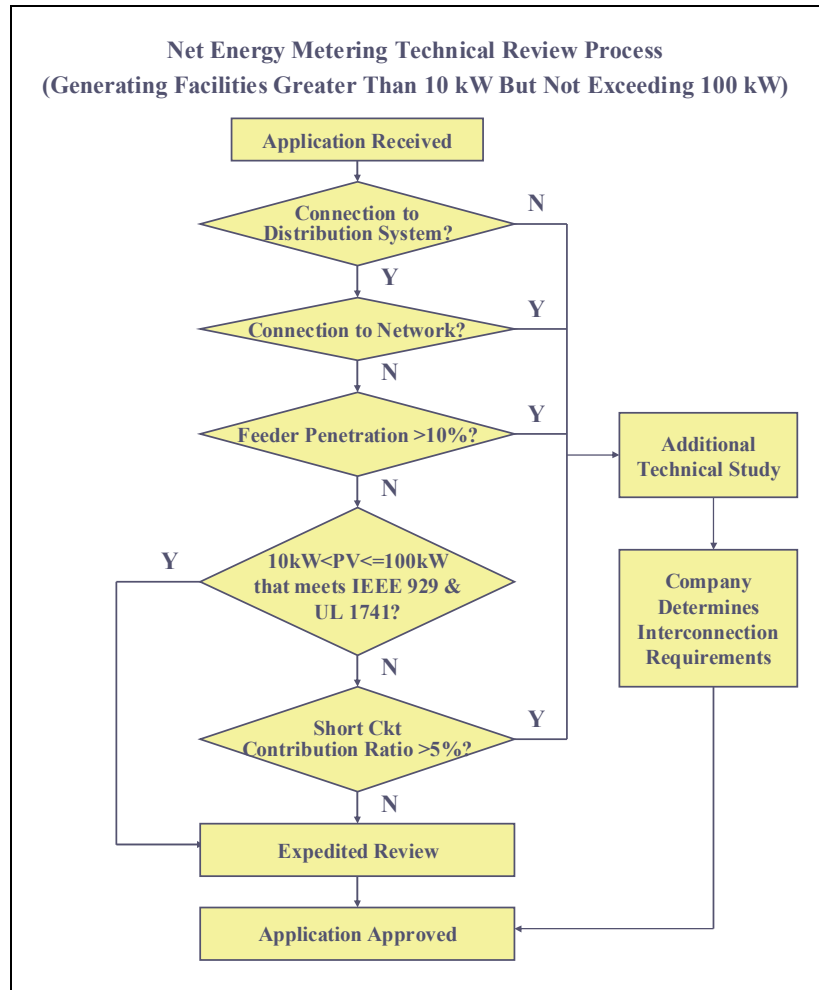 Net Energy Metering Technical Review Process
(Generating Facilities Greater Than 10 kW But Not Exceeding 100 kW)
Application Received
Connection to
Distribution System?
N
Y
Connection to Network?
Y
N
Feeder Penetration >10%?
Y
N
Additional
Technical Study
Y
10kW<PV<=100kW
that meets IEEE 929 &
UL 1741?
N
Company
Determines
Interconnection
Requirements
Short Ckt
Contribution Ratio >5%?
Y
N
Expedited Review
Application Approved